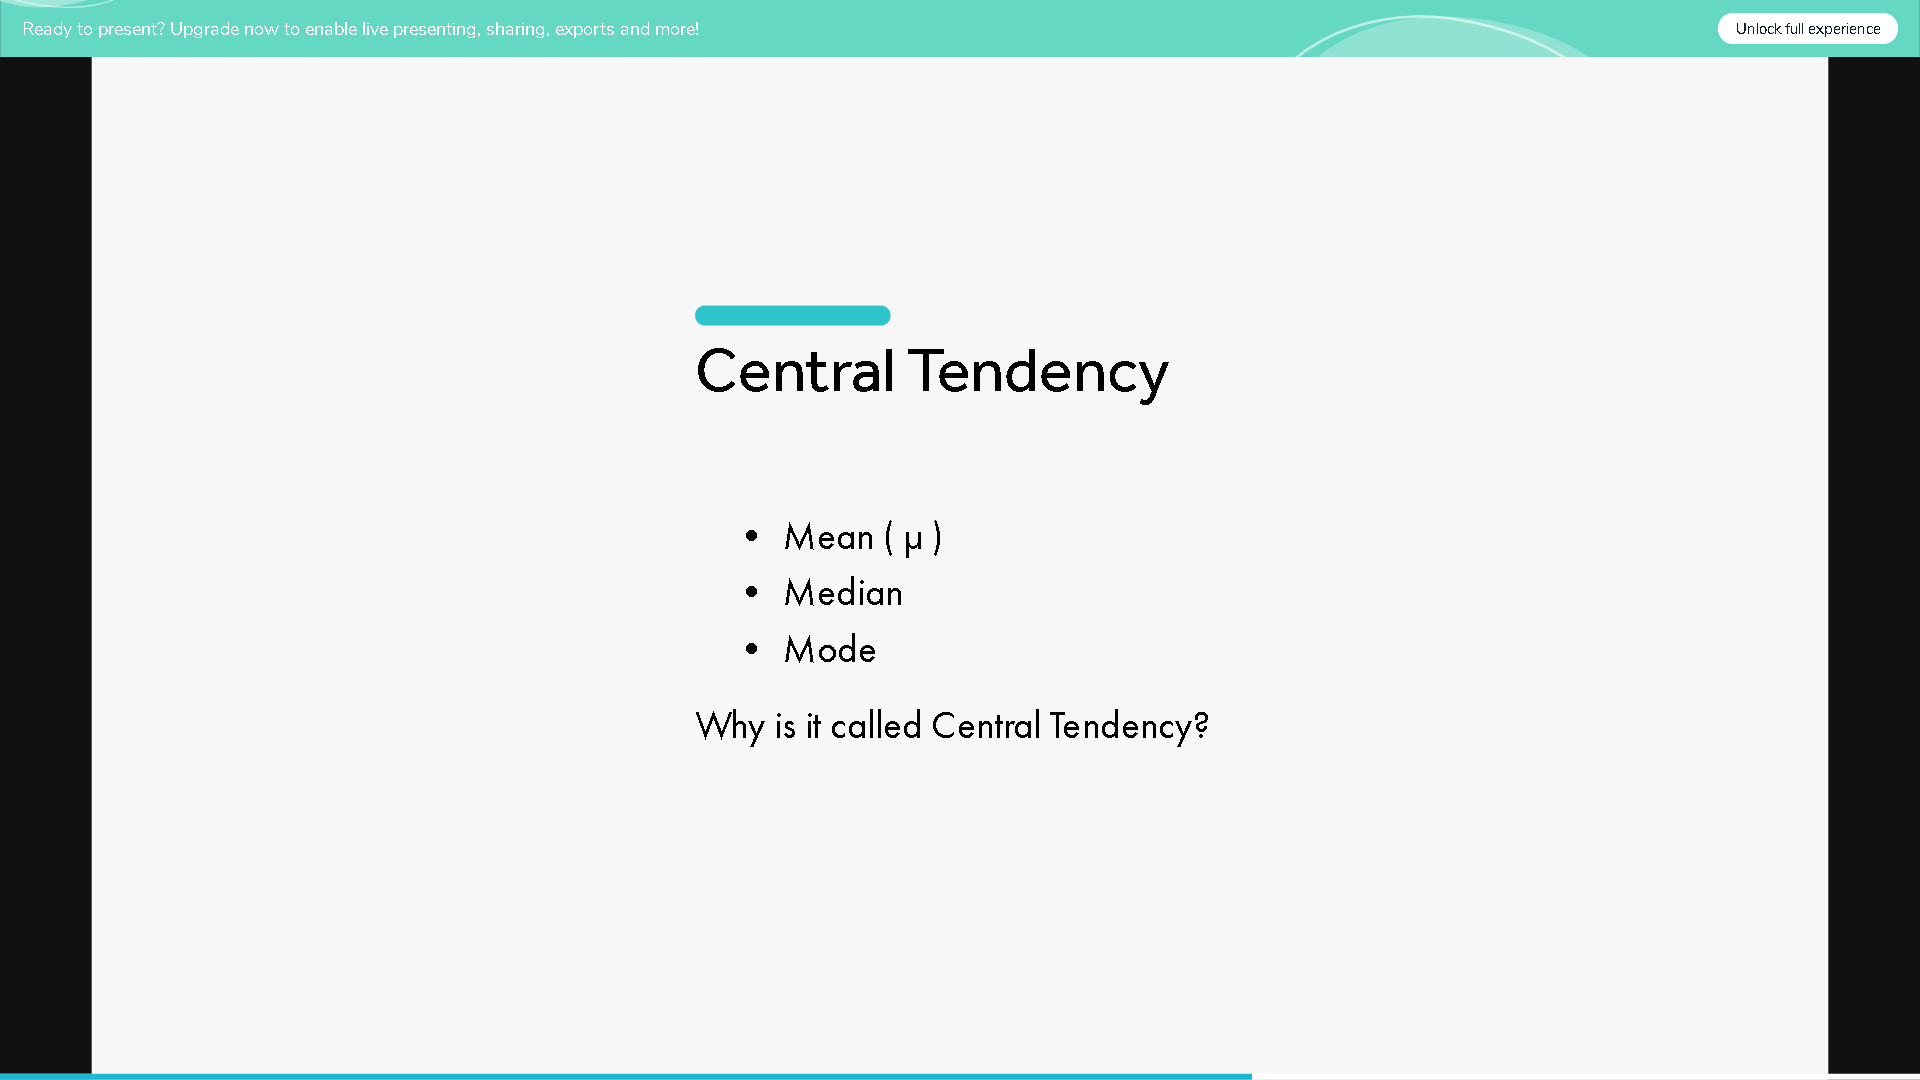 Ready to present? Upgrade now to enable live presenting, sharing, exports and more!
Unlock full experience
Central Tendency
• Mean ( µ )
• Median
• Mode
Why is it called Central Tendency?